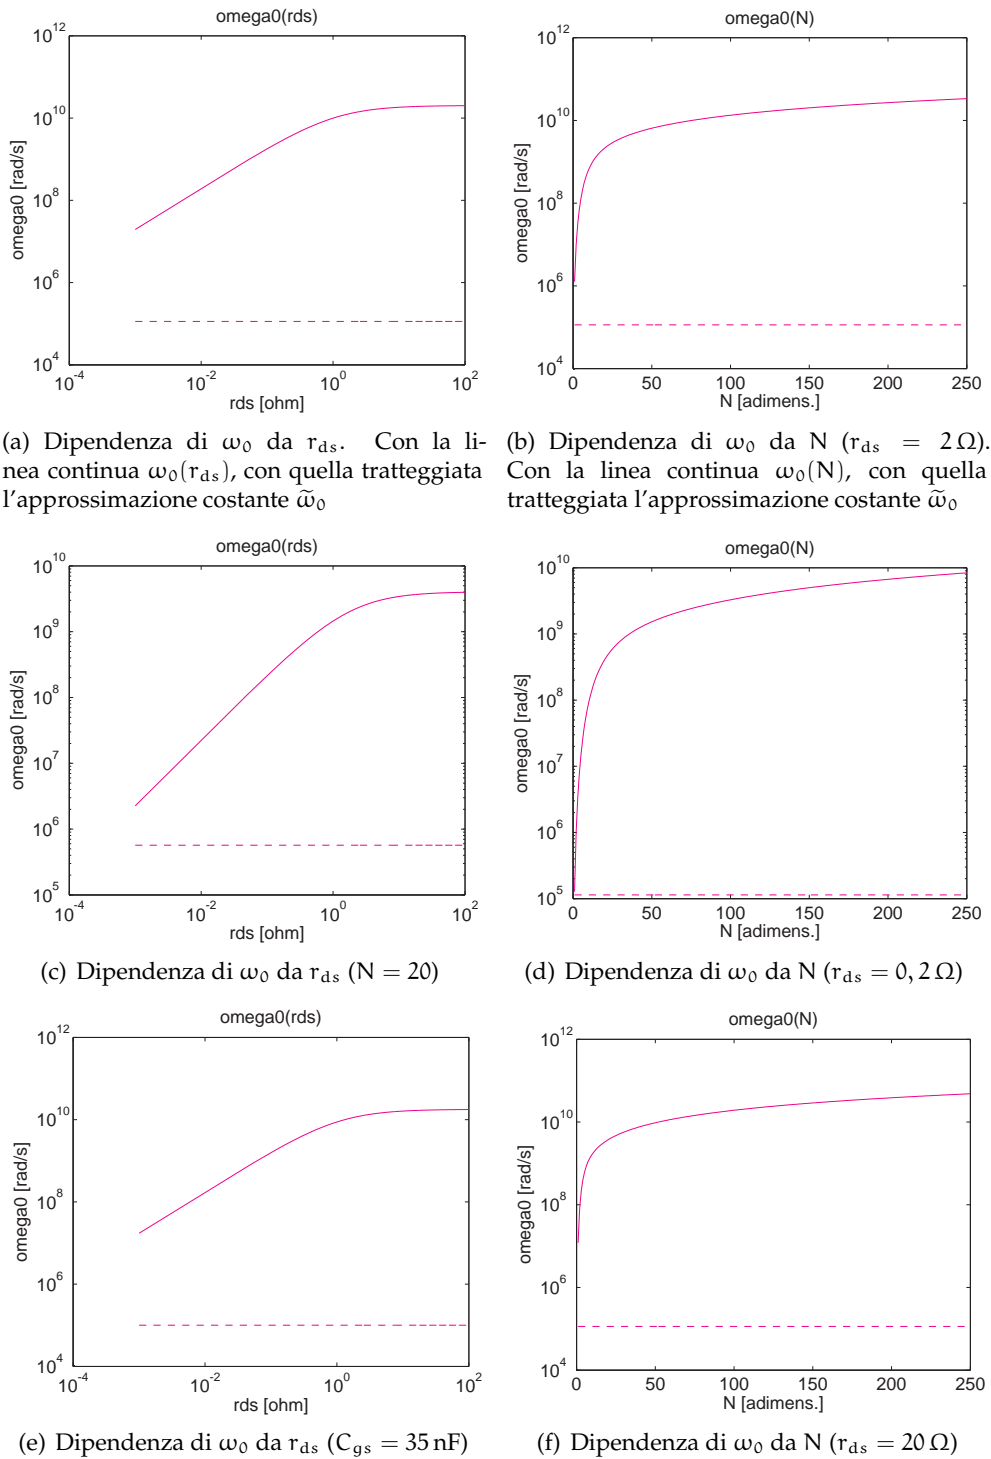 omega0(rds)
10^12
10^10
10^8
10^6
10^4
omega0 [rad/s]
10^-4
10^-2
10^0
10^2
rds [ohm]
(a) Dipendenza di ω₀ da r_ds. Con la li-
nea continua ω₀(r_ds), con quella tratteggiata
l'approssimazione costante ω̃₀
omega0(N)
10^12
10^10
10^8
10^6
10^4
omega0 [rad/s]
0
50
100
150
200
250
N [adimens.]
(b) Dipendenza di ω₀ da N (r_ds = 2 Ω).
Con la linea continua ω₀(N), con quella
tratteggiata l'approssimazione costante ω̃₀
omega0(rds)
10^10
10^9
10^8
10^7
10^6
10^5
omega0 [rad/s]
10^-4
10^-2
10^0
10^2
rds [ohm]
(c) Dipendenza di ω₀ da r_ds (N = 20)
omega0(N)
10^10
10^9
10^8
10^7
10^6
10^5
omega0 [rad/s]
0
50
100
150
200
250
N [adimens.]
(d) Dipendenza di ω₀ da N (r_ds = 0, 2 Ω)
omega0(rds)
10^12
10^10
10^8
10^6
10^4
omega0 [rad/s]
10^-4
10^-2
10^0
10^2
rds [ohm]
(e) Dipendenza di ω₀ da r_ds (C_gs = 35 nF)
omega0(N)
10^12
10^10
10^8
10^6
10^4
omega0 [rad/s]
0
50
100
150
200
250
N [adimens.]
(f) Dipendenza di ω₀ da N (r_ds = 20 Ω)